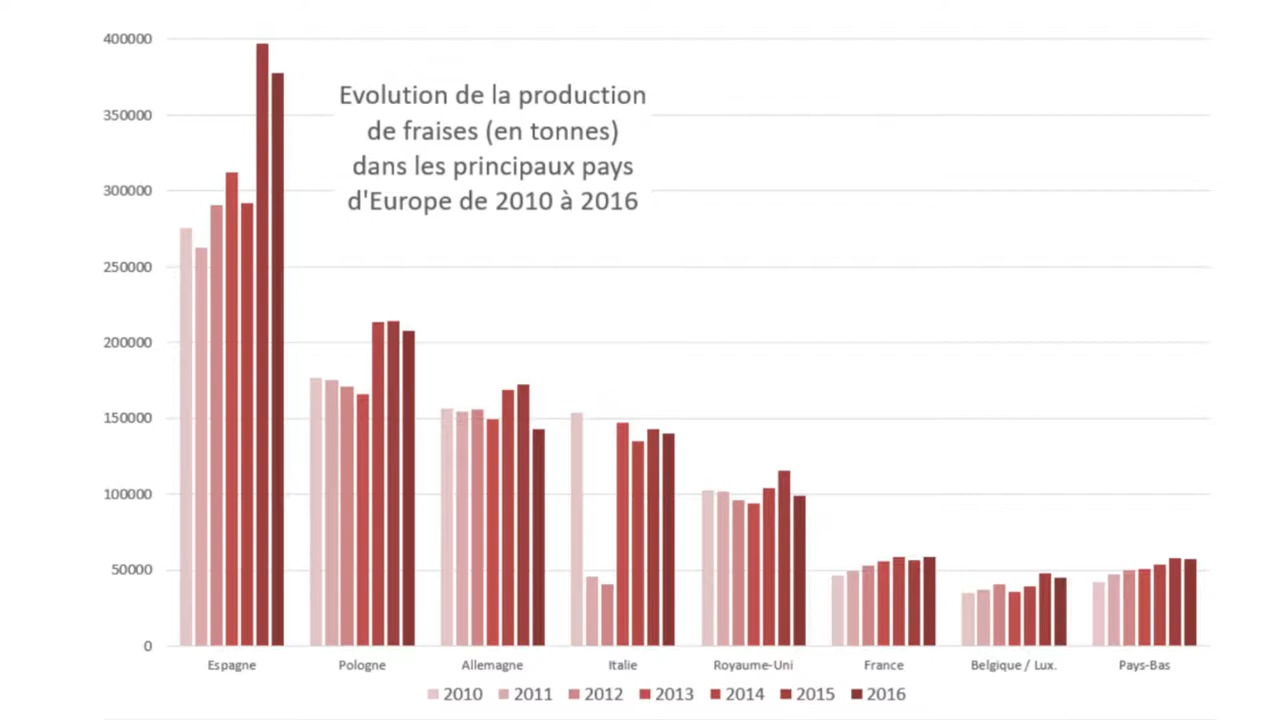 Evolution de la production
de fraises (en tonnes)
dans les principaux pays
d'Europe de 2010 à 2016
400000
350000
300000
250000
200000
150000
100000
50000
0
Espagne Pologne Allemagne Italie Royaume-Uni France Belgique / Lux. Pays-Bas
2010 2011 2012 2013 2014 2015 2016